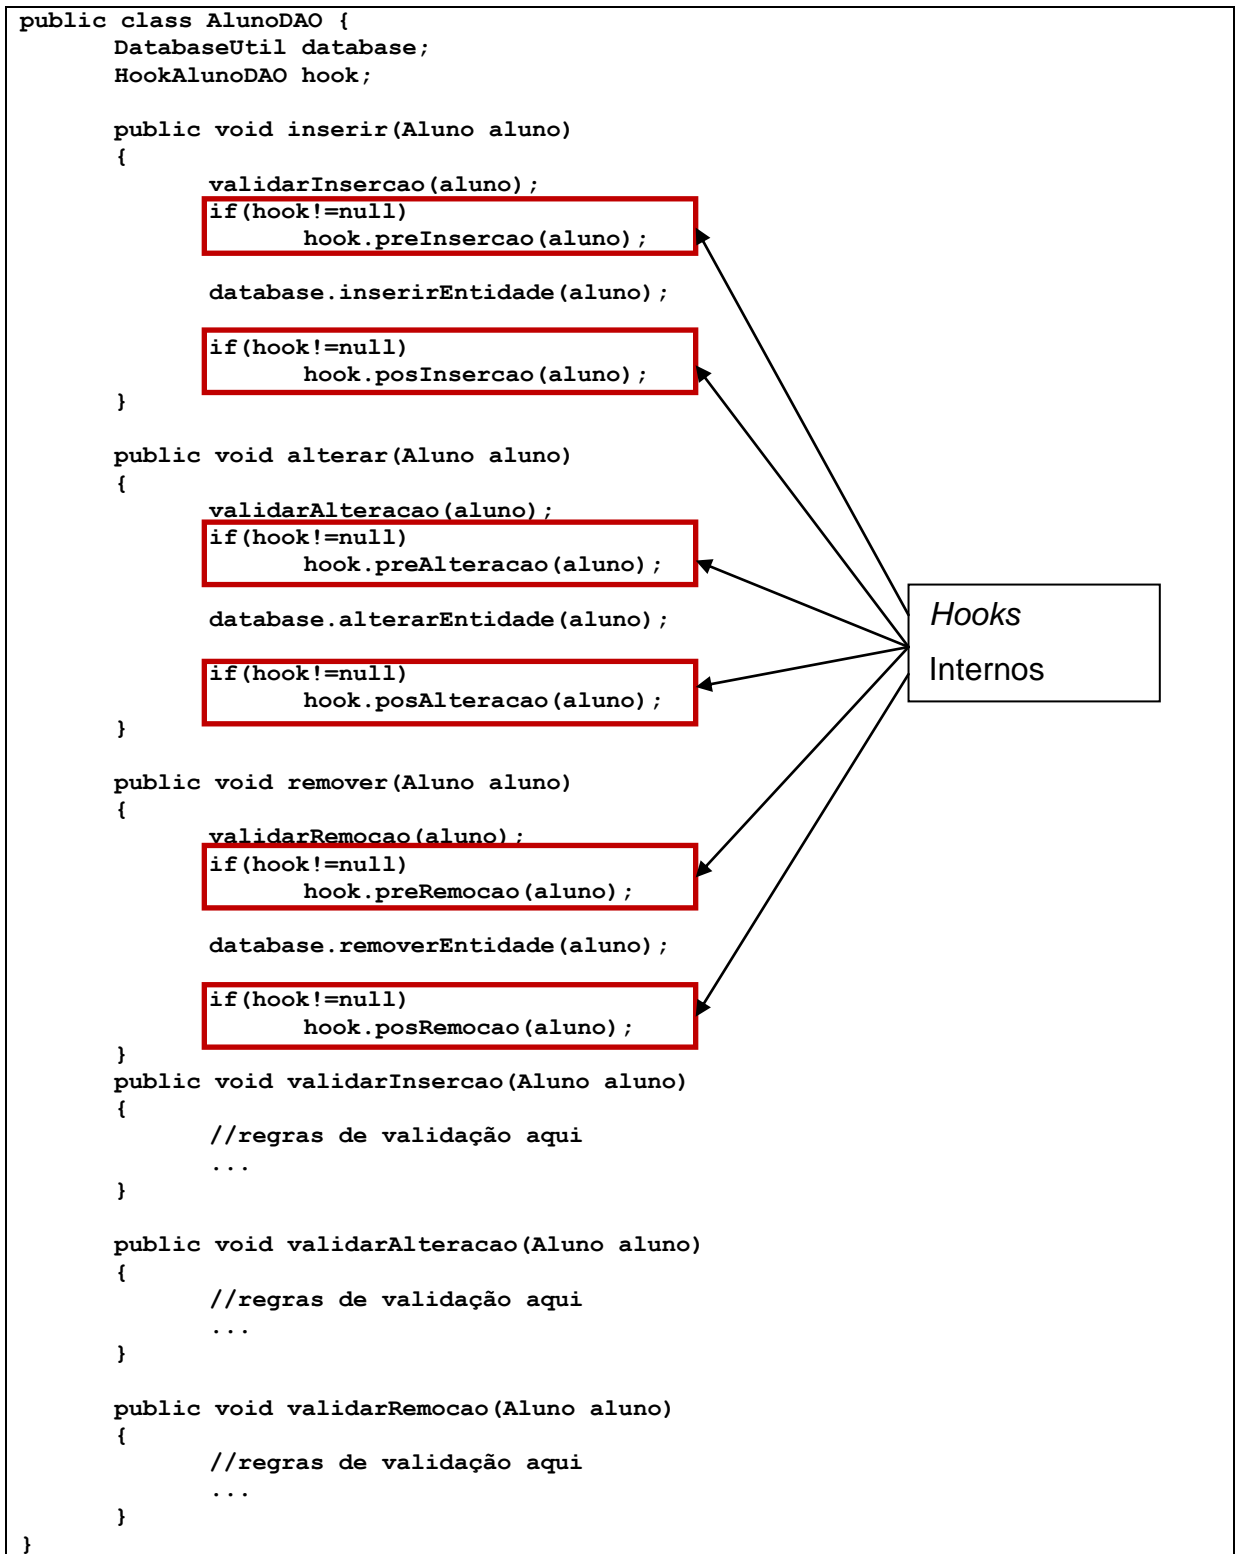 public class AlunoDAO {
DatabaseUtil database;
HookAlunoDAO hook;
public void inserir(Aluno aluno)
{
validarInsercao(aluno);
if(hook!=null)
hook.preInsercao(aluno);
database.inserirEntidade(aluno);
if(hook!=null)
hook.posInsercao(aluno);
}
public void alterar(Aluno aluno)
{
validarAlteracao(aluno);
if(hook!=null)
hook.preAlteracao(aluno);
database.alterarEntidade(aluno);
if(hook!=null)
hook.posAlteracao(aluno);
}
public void remover(Aluno aluno)
{
validarRemocao(aluno);
if(hook!=null)
hook.preRemocao(aluno);
database.removerEntidade(aluno);
if(hook!=null)
hook.posRemocao(aluno);
}
public void validarInsercao(Aluno aluno)
{
//regras de validação aqui
...
}
public void validarAlteracao(Aluno aluno)
{
//regras de validação aqui
...
}
public void validarRemocao(Aluno aluno)
{
//regras de validação aqui
...
}
}
Hooks
Internos